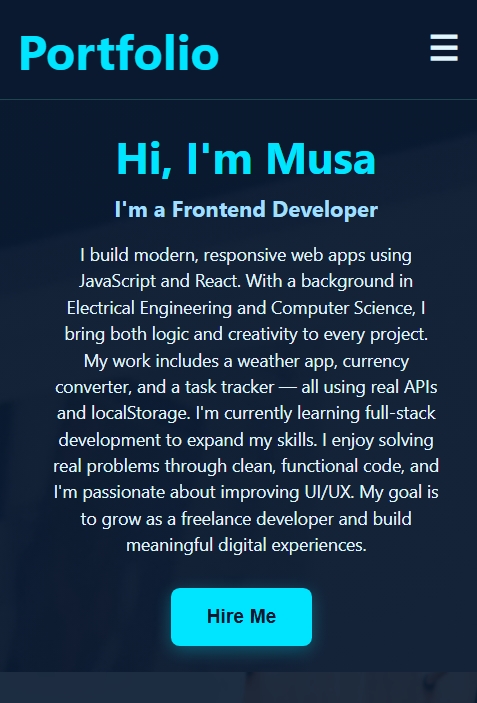 Portfolio
Hi, I'm Musa
I'm a Frontend Developer
I build modern, responsive web apps using
JavaScript and React. With a background in
Electrical Engineering and Computer Science, I
bring both logic and creativity to every project.
My work includes a weather app, currency
converter, and a task tracker — all using real APIs
and localStorage. I'm currently learning full-stack
development to expand my skills. I enjoy solving
real problems through clean, functional code, and
I'm passionate about improving UI/UX. My goal is
to grow as a freelance developer and build
meaningful digital experiences.
Hire Me